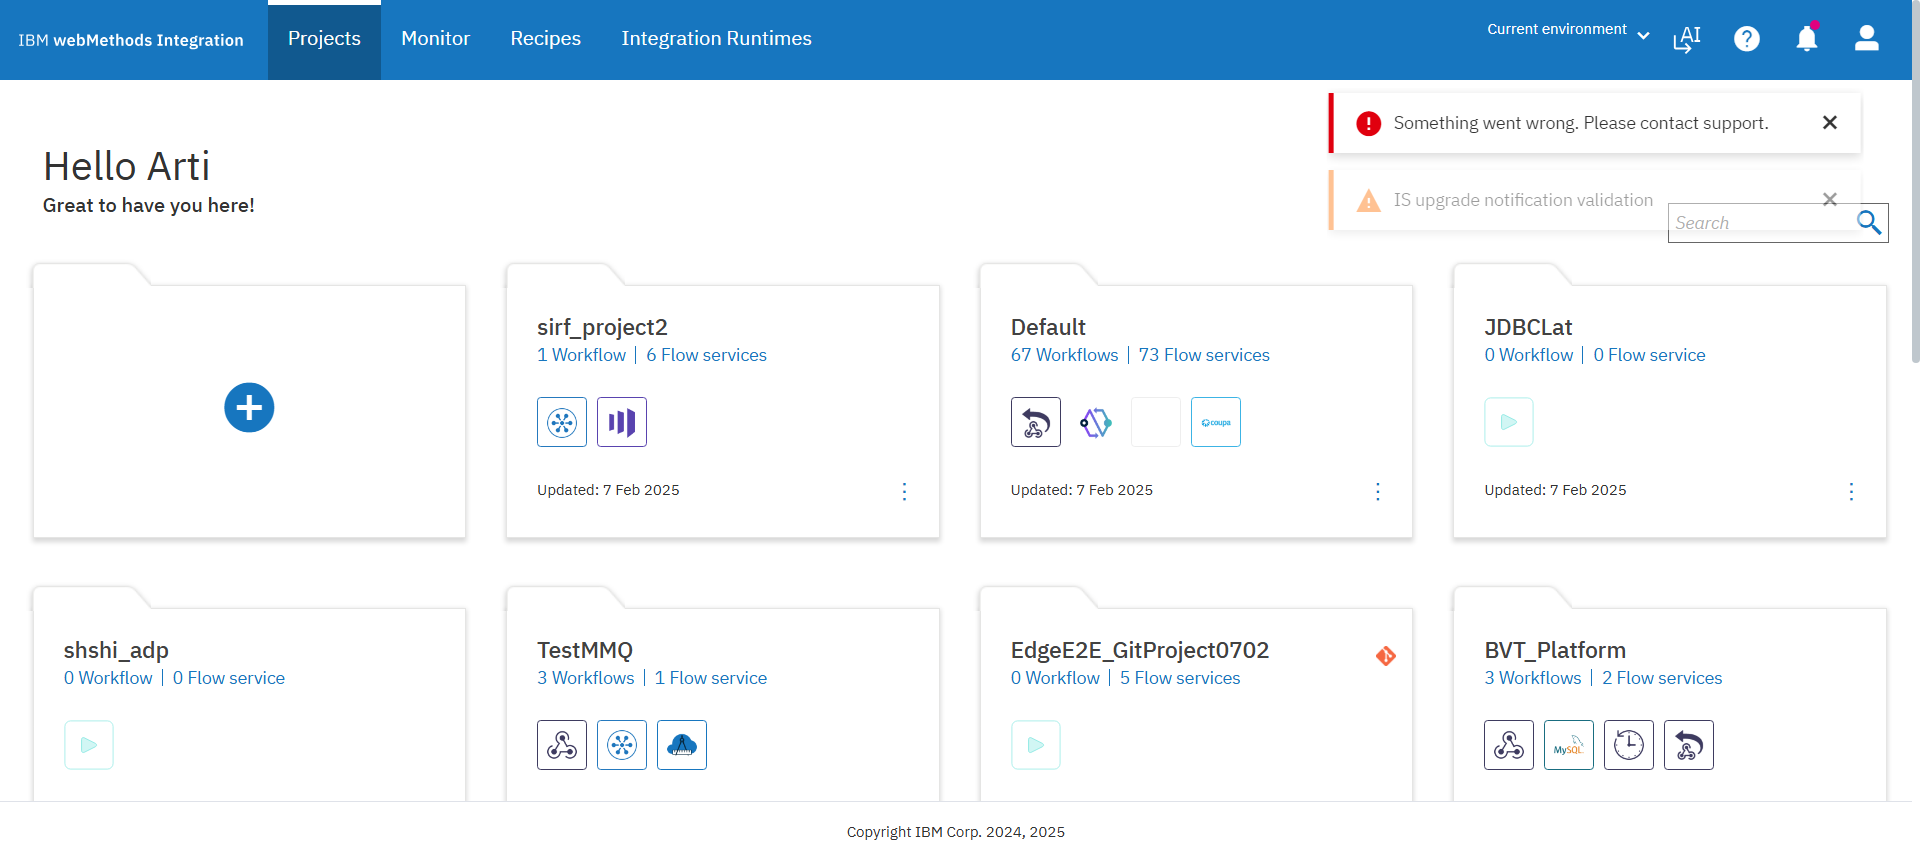 IBM webMethods Integration
Projects
Monitor
Recipes
Integration Runtimes
Current environment
AI
Something went wrong. Please contact support.
IS upgrade notification validation
Search
Hello Arti
Great to have you here!
sirf_project2
1 Workflow | 6 Flow services
Updated: 7 Feb 2025
Default
67 Workflows | 73 Flow services
coupa
Updated: 7 Feb 2025
JDBCLat
0 Workflow | 0 Flow service
Updated: 7 Feb 2025
shshi_adp
0 Workflow | 0 Flow service
TestMMQ
3 Workflows | 1 Flow service
EdgeE2E_GitProject0702
0 Workflow | 5 Flow services
BVT_Platform
3 Workflows | 2 Flow services
MySQL
Copyright IBM Corp. 2024, 2025